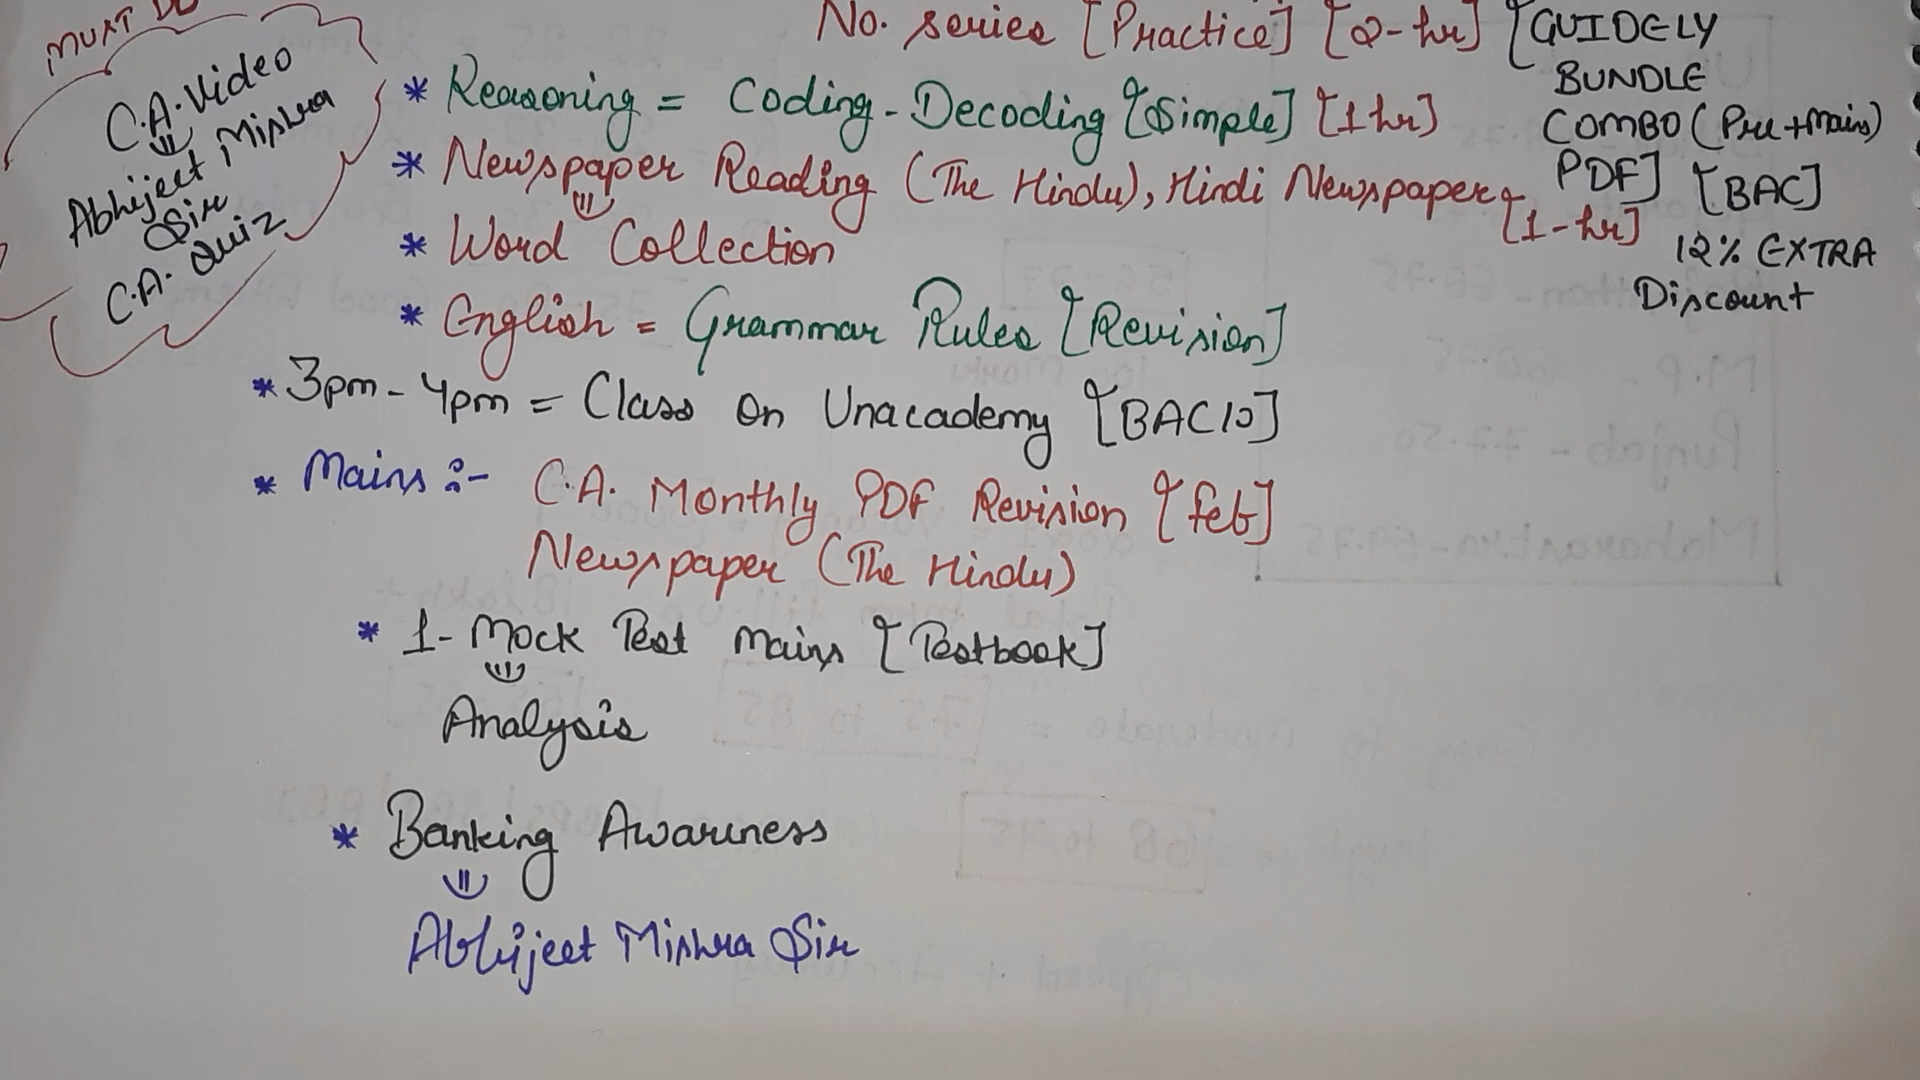 MUST DO
C.A. Video
Abhijeet Mishra
Sir
C.A. Quiz
No. series [Practice] [2-hr] [GUIDELY
BUNDLE
COMBO (Pre+Mains)
PDF] [BAC]
12% EXTRA
Discount
* Reasoning = Coding-Decoding [Simple] [1hr]
* Newspaper Reading (The Hindu), Hindi Newspaper
[1-hr]
* Word Collection
* English = Grammar Rules [Revision]
* 3pm - 4pm = Class on Unacademy [BAC10]
* Mains :- C.A. Monthly PDF Revision [feb]
Newspaper (The Hindu)
* 1- Mock Test Mains [Testbook]
Analysis
* Banking Awareness
Abhijeet Mishra Sir